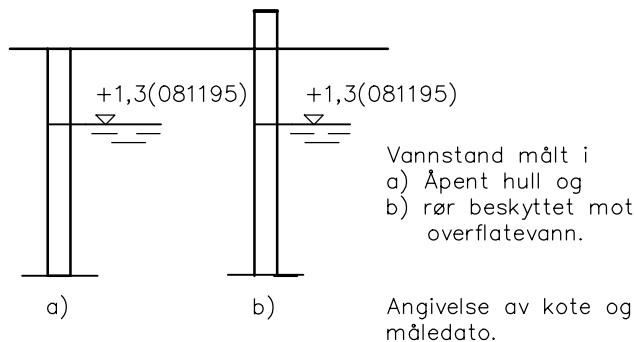 +1,3(081195) +1,3(081195)
Vannstand målt i
a) Åpent hull og
b) rør beskyttet mot
overflatevann.
a) b) Angivelse av kote og
måledato.